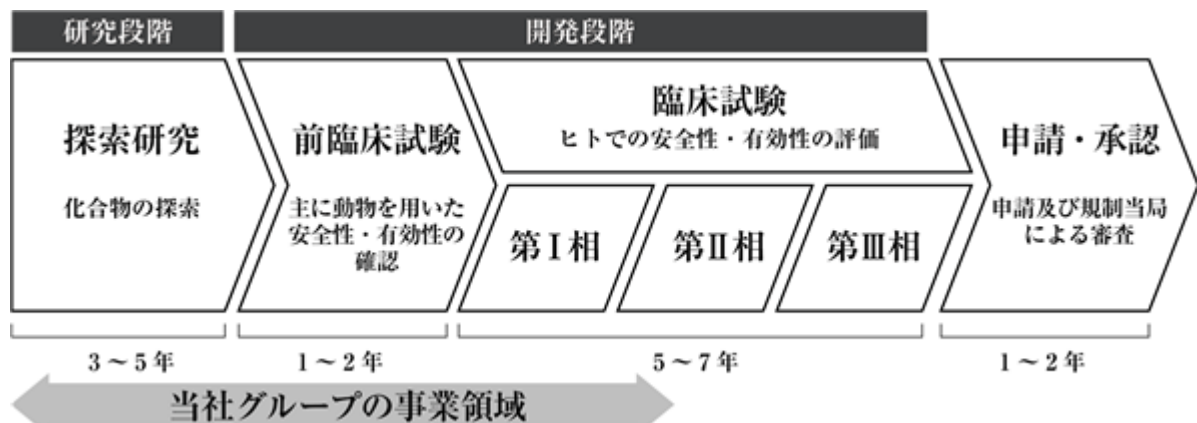 研究段階
開発段階
探索研究
化合物の探索
前臨床試験
主に動物を用いた
安全性・有効性の
確認
臨床試験
ヒトでの安全性・有効性の評価
第Ⅰ相
第Ⅱ相
第Ⅲ相
申請・承認
申請及び規制当局
による審査
3～5年
1～2年
5～7年
1～2年
当社グループの事業領域